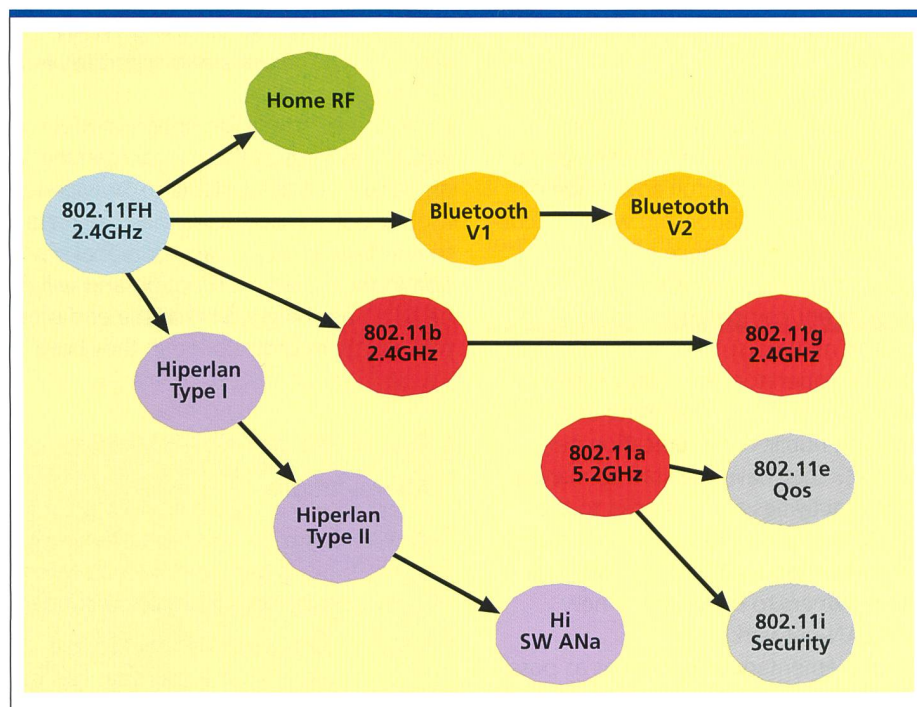 Home RF
802.11FH
2.4GHz
Bluetooth
V1
Bluetooth
V2
802.11b
2.4GHz
802.11g
2.4GHz
Hiperlan
Type I
802.11a
5.2GHz
802.11e
Qos
Hiperlan
Type II
Hi
SW ANa
802.11i
Security